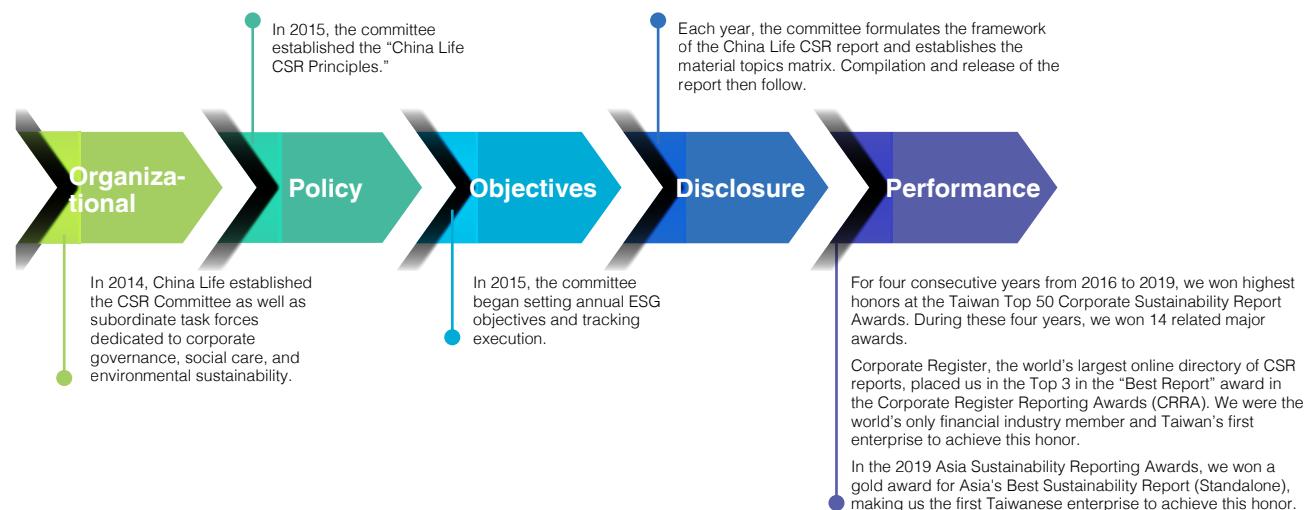 In 2015, the committee
established the “China Life
CSR Principles.”
Each year, the committee formulates the framework
of the China Life CSR report and establishes the
material topics matrix. Compilation and release of the
report then follow.
Organiza-
tional
Policy
Objectives
Disclosure
Performance
In 2014, China Life established
the CSR Committee as well as
subordinate task forces
dedicated to corporate
governance, social care, and
environmental sustainability.
In 2015, the committee
began setting annual ESG
objectives and tracking
execution.
For four consecutive years from 2016 to 2019, we won highest
honors at the Taiwan Top 50 Corporate Sustainability Report
Awards. During these four years, we won 14 related major
awards.
Corporate Register, the world’s largest online directory of CSR
reports, placed us in the Top 3 in the “Best Report” award in
the Corporate Register Reporting Awards (CRRA). We were the
world’s only financial industry member and Taiwan’s first
enterprise to achieve this honor.
In the 2019 Asia Sustainability Reporting Awards, we won a
gold award for Asia's Best Sustainability Report (Standalone),
making us the first Taiwanese enterprise to achieve this honor.